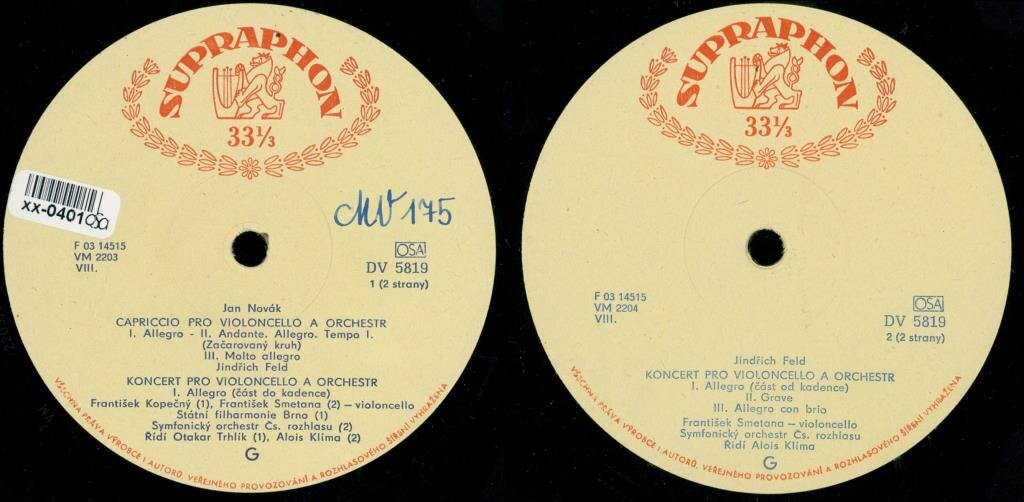 SUPRAPHON
33⅓
xx-0401
OSA
MV 175
F 03 14515
VM 2203
VIII.
OSA
DV 5819
1 (2 strany)
Jan Novák
CAPRICCIO PRO VIOLONCELLO A ORCHESTR
I. Allegro - II. Andante. Allegro. Tempo I.
(Začarovaný kruh)
III. Molto allegro
Jindřich Feld
KONCERT PRO VIOLONCELLO A ORCHESTR
I. Allegro (část do kadence)
František Kopečný (1), František Smetana (2) – violoncello
Státní filharmonie Brno (1)
Symfonický orchestr Čs. rozhlasu (2)
Řídí Otakar Trhlík (1), Alois Klíma (2)
G
VŠECHNA PRÁVA VÝROBCE I AUTORŮ, VEŘEJNÉHO PROVOZOVÁNÍ A ROZHLASOVÉHO ŠÍŘENÍ VYHRAŽENA
SUPRAPHON
33⅓
F 03 14515
VM 2204
VIII.
OSA
DV 5819
2 (2 strany)
Jindřich Feld
KONCERT PRO VIOLONCELLO A ORCHESTR
I. Allegro (část od kadence)
II. Grave
III. Allegro con brio
František Smetana – violoncello
Symfonický orchestr Čs. rozhlasu
Řídí Alois Klíma
G
VŠECHNA PRÁVA VÝROBCE I AUTORŮ, VEŘEJNÉHO PROVOZOVÁNÍ A ROZHLASOVÉHO ŠÍŘENÍ VYHRAŽENA